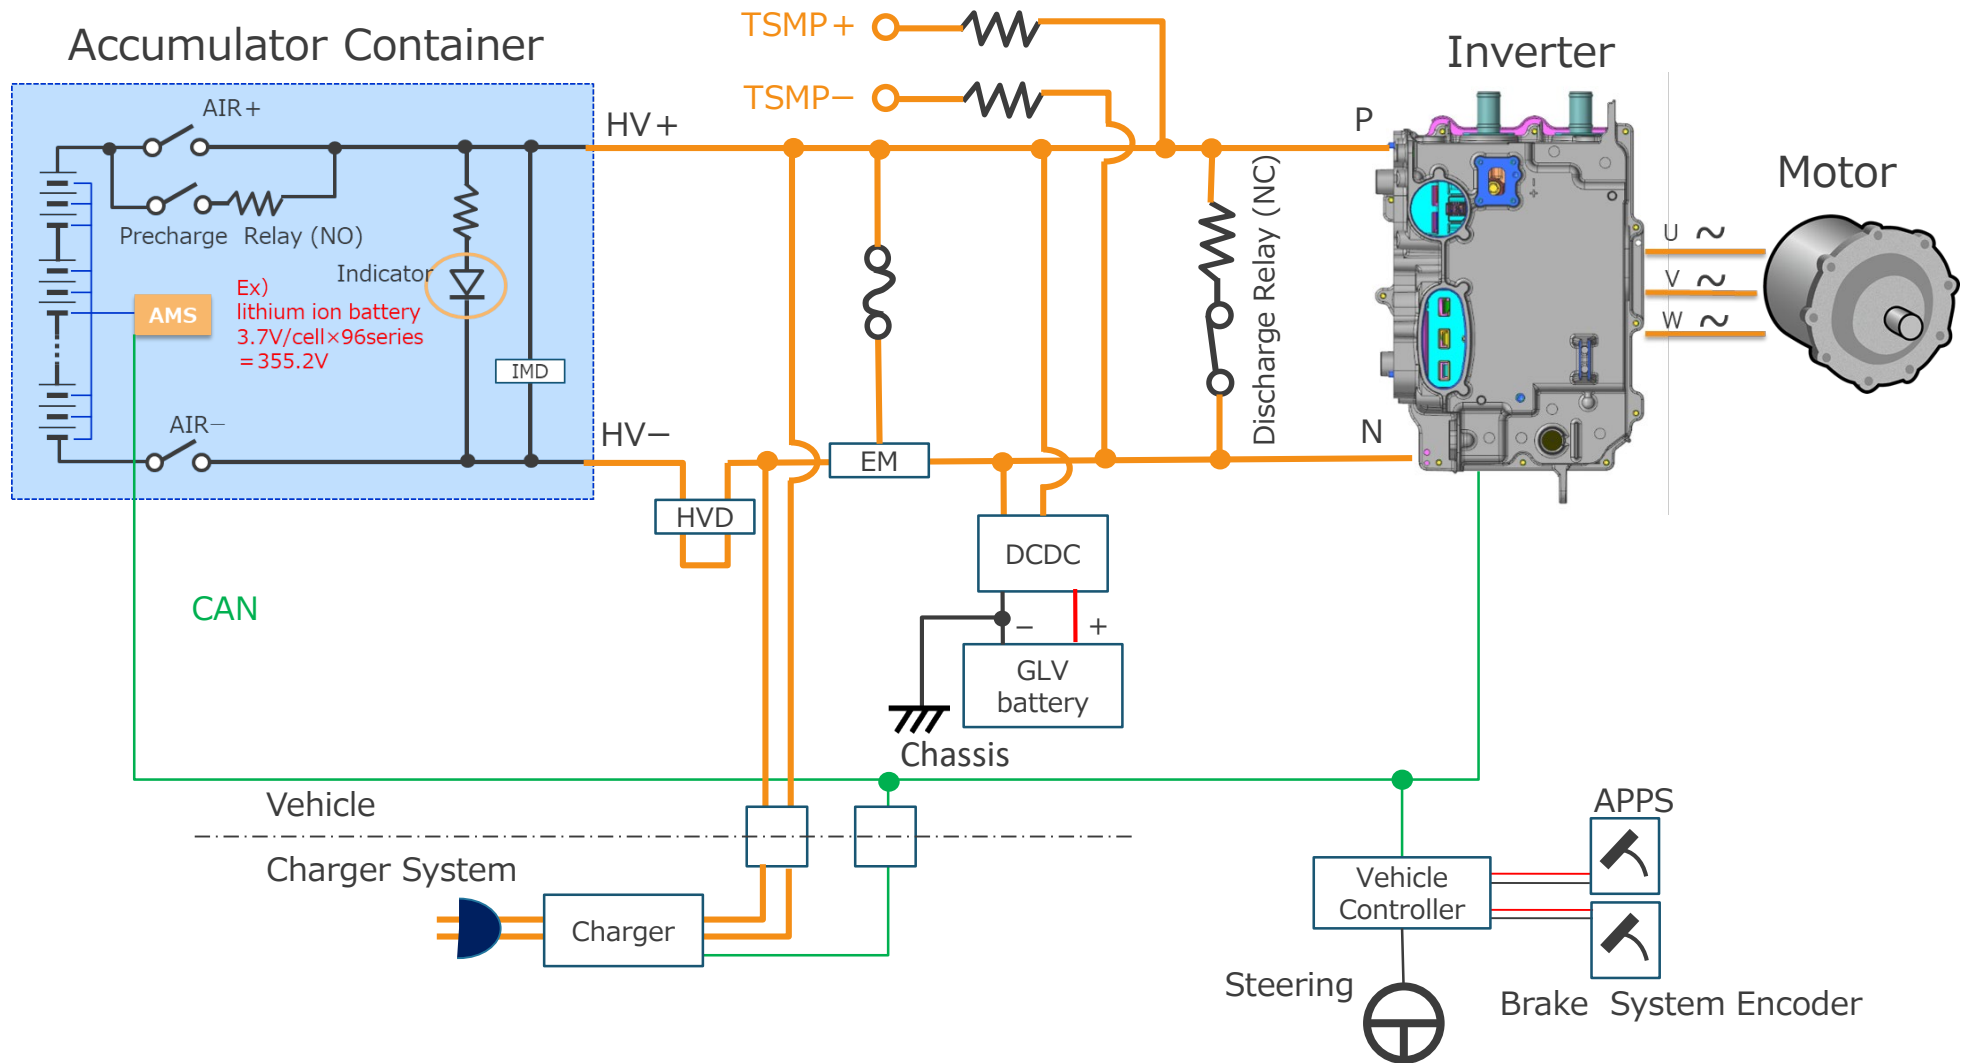 Accumulator Container
TSMP+
TSMP−
Inverter
AIR+
HV+
P
Motor
Precharge Relay (NO)
Indicator
Discharge Relay (NC)
U ~
V ~
W ~
AMS
Ex)
lithium ion battery
3.7V/cell×96series
=355.2V
IMD
AIR−
HV−
N
EM
HVD
DCDC
CAN
− +
GLV
battery
Chassis
Vehicle
Charger System
Charger
APPS
Vehicle
Controller
Steering
Brake System Encoder